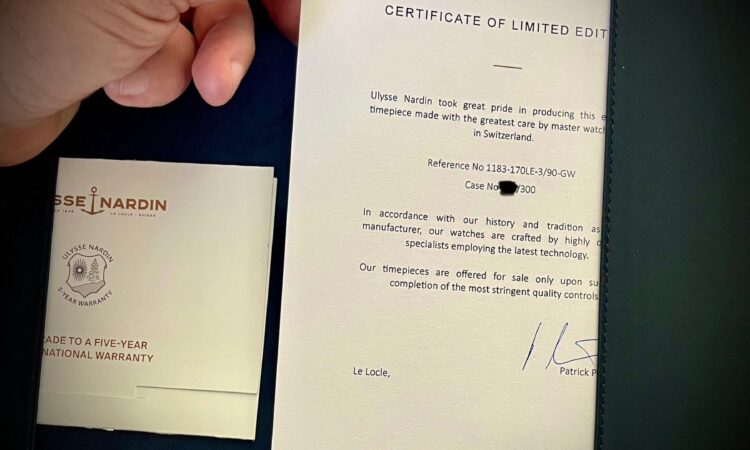 CERTIFICATE OF LIMITED EDIT
Ulysse Nardin took great pride in producing this e
timepiece made with the greatest care by master watch
in Switzerland.
Reference No 1183-170LE-3/90-GW
Case No /300
In accordance with our history and tradition as
manufacturer, our watches are crafted by highly
specialists employing the latest technology.
Our timepieces are offered for sale only upon su
completion of the most stringent quality controls
Le Locle,
Patrick P
SSE NARDIN
LE LOCLE - SUISSE
ULYSSE NARDIN
5-YEAR WARRANTY
RADE TO A FIVE-YEAR
NATIONAL WARRANTY